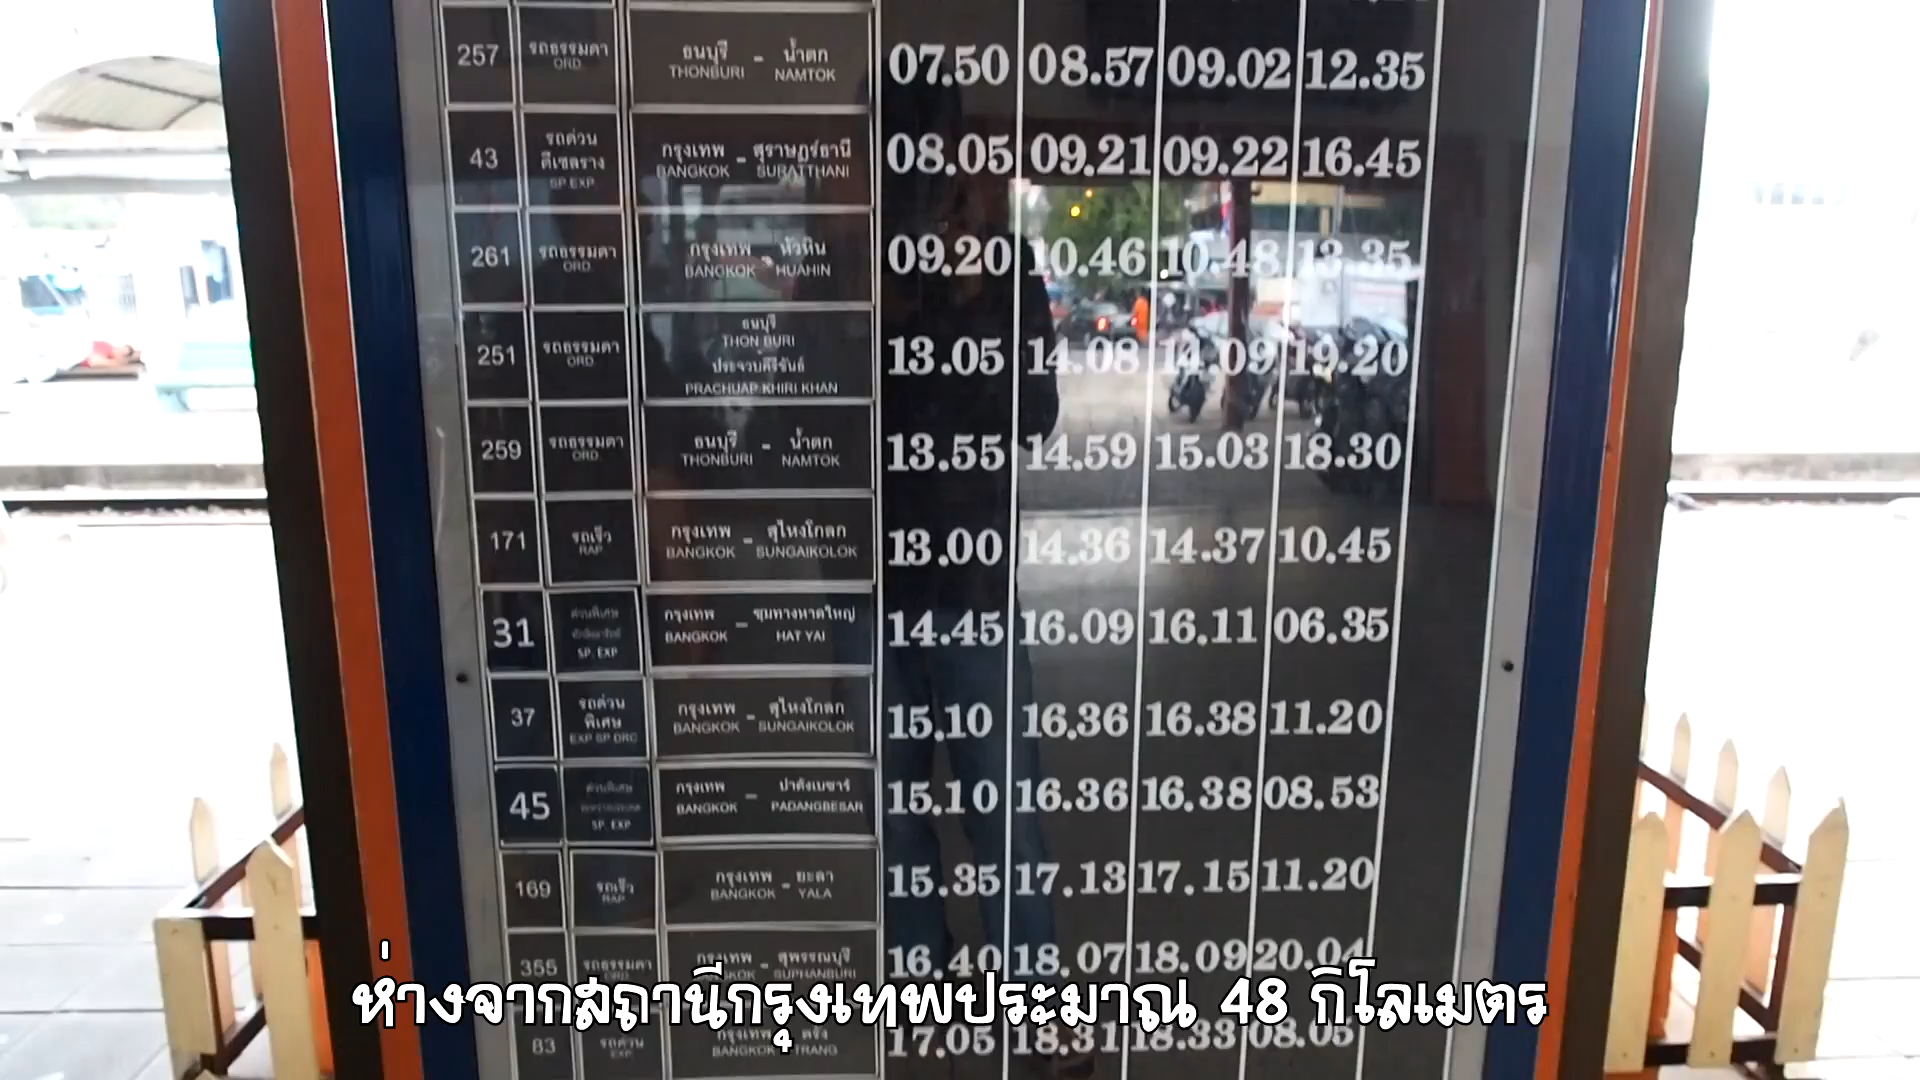 257 รถธรรมดา ORD. ธนบุรี - น้ำตก THONBURI NAMTOK 07.50 08.57 09.02 12.35
43 รถด่วน ดีเซลราง SP.EXP. กรุงเทพ - สุราษฎร์ธานี BANGKOK SURATTHANI 08.05 09.21 09.22 16.45
261 รถธรรมดา ORD. กรุงเทพ - หัวหิน BANGKOK HUAHIN 09.20 10.46 10.48 13.35
251 รถธรรมดา ORD. ธนบุรี THON BURI - ประจวบคีรีขันธ์ PRACHUAP KHIRI KHAN 13.05 14.08 14.09 19.20
259 รถธรรมดา ORD. ธนบุรี - น้ำตก THONBURI NAMTOK 13.55 14.59 15.03 18.30
171 รถเร็ว RAP. กรุงเทพ - สุไหงโกลก BANGKOK SUNGAIKOLOK 13.00 14.36 14.37 10.45
31 SP. EXP กรุงเทพ - ชุมทางหาดใหญ่ BANGKOK HAT YAI 14.45 16.09 16.11 06.35
37 รถด่วน พิเศษ EXP SP DRC กรุงเทพ - สุไหงโกลก BANGKOK SUNGAIKOLOK 15.10 16.36 16.38 11.20
45 SP. EXP กรุงเทพ - ปาดังเบซาร์ BANGKOK PADANGBESAR 15.10 16.36 16.38 08.53
169 รถเร็ว RAP. กรุงเทพ - ยะลา BANGKOK YALA 15.35 17.13 17.15 11.20
355 รถธรรมดา ORD. กรุงเทพ - สุพรรณบุรี SUPHANBURI 16.40 18.07 18.09 20.04
ห่างจากสถานีกรุงเทพประมาณ 48 กิโลเมตร
83 รถด่วน EXP กรุงเทพ ตรัง BANGKOK TRANG 17.05 18.31 18.33 08.05